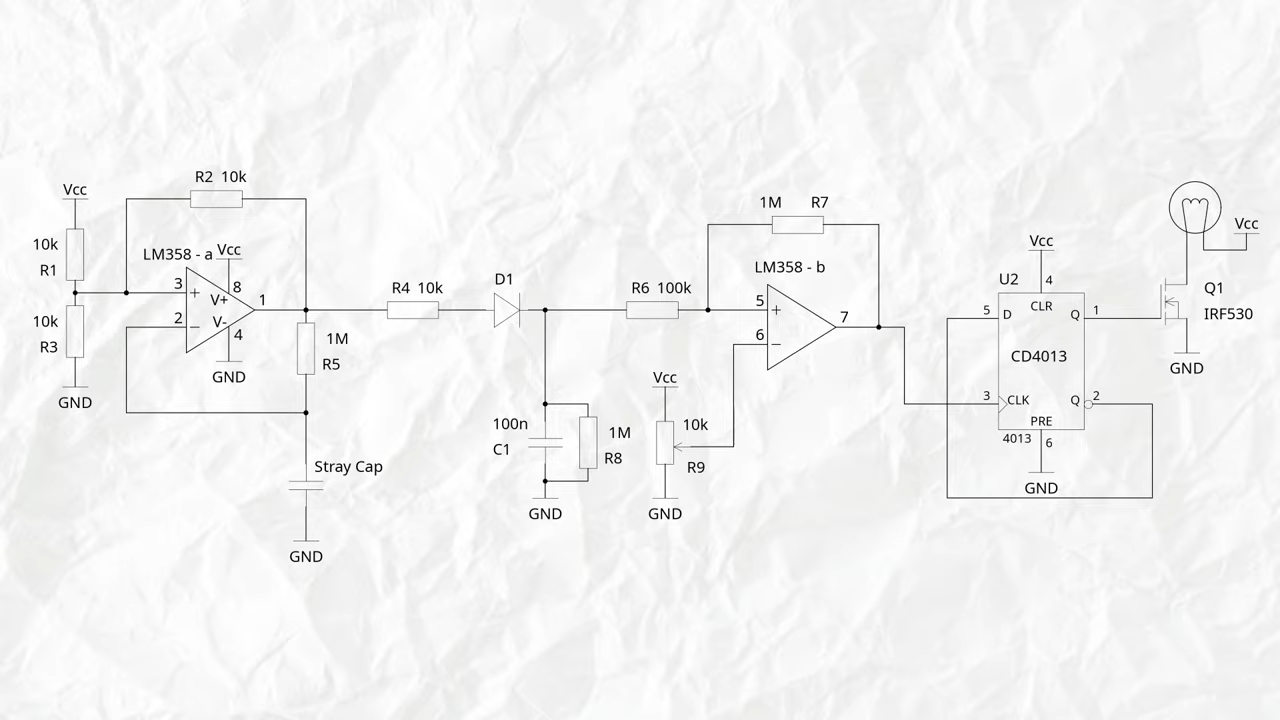 Vcc
10k
R1
10k
R3
GND
R2 10k
LM358 - a
Vcc
3
+
V+
8
1
2
−
V-
4
GND
1M
R5
Stray Cap
GND
R4 10k
D1
100n
C1
1M
R8
GND
R6 100k
Vcc
10k
R9
GND
1M R7
LM358 - b
5
+
6
−
7
Vcc
U2
4
5
D
CLR
Q
1
CD4013
3
CLK
Q
2
PRE
4013
6
GND
Vcc
Q1
IRF530
GND